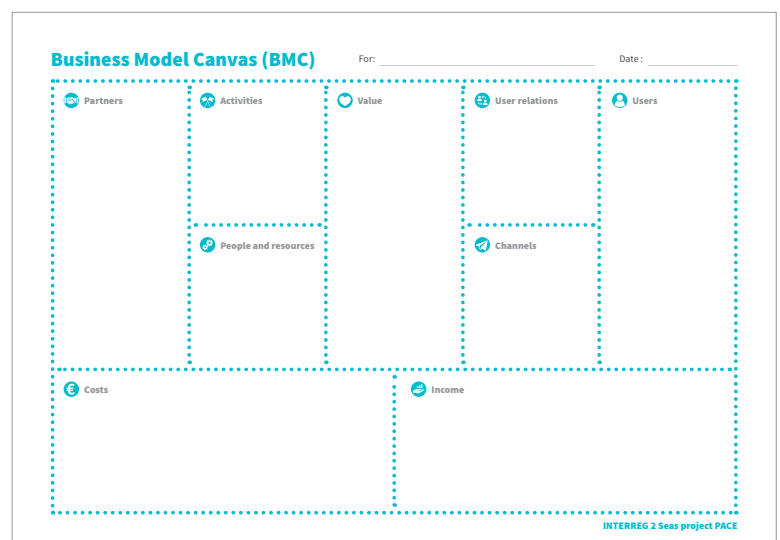 Business Model Canvas (BMC)
For:
Date:
Partners
Activities
Value
User relations
Users
People and resources
Channels
Costs
Income
INTERREG 2 Seas project PACE